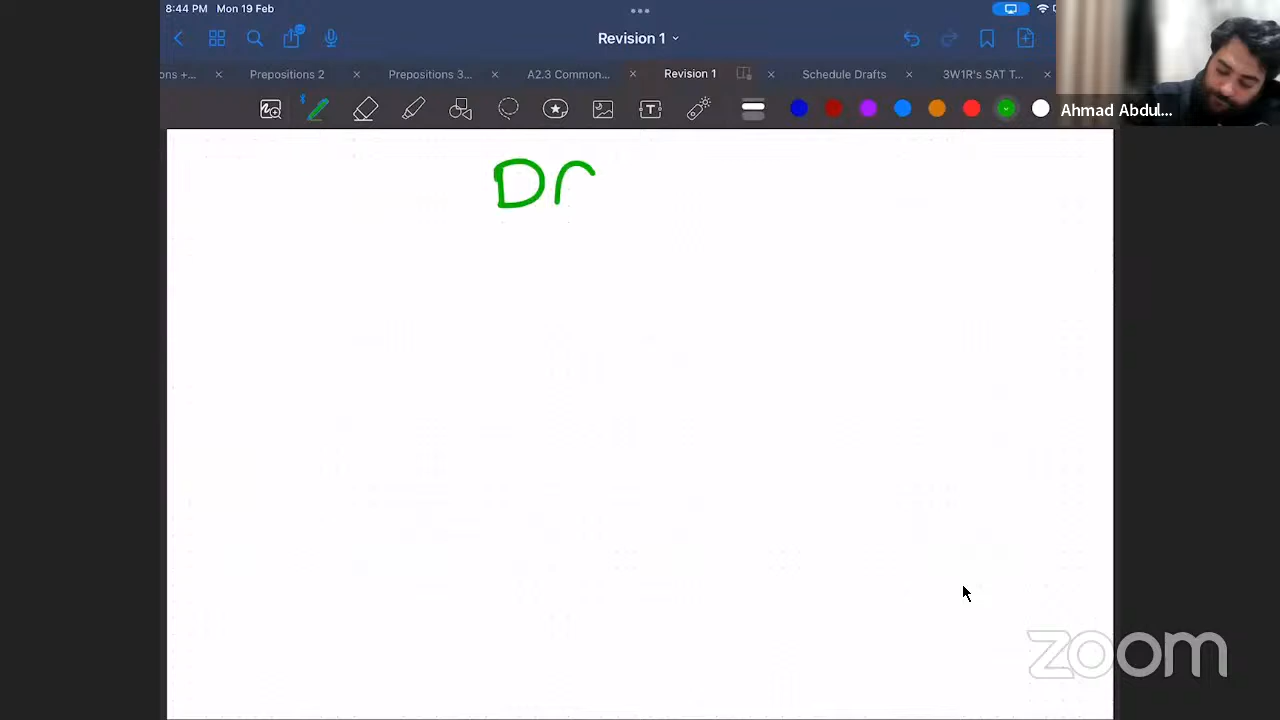 8:44 PM Mon 19 Feb
Revision 1
ons +...
Prepositions 2
Prepositions 3...
A2.3 Common...
Revision 1
Schedule Drafts
3W1R's SAT T...
Ahmad Abdul...
Dr
zoom